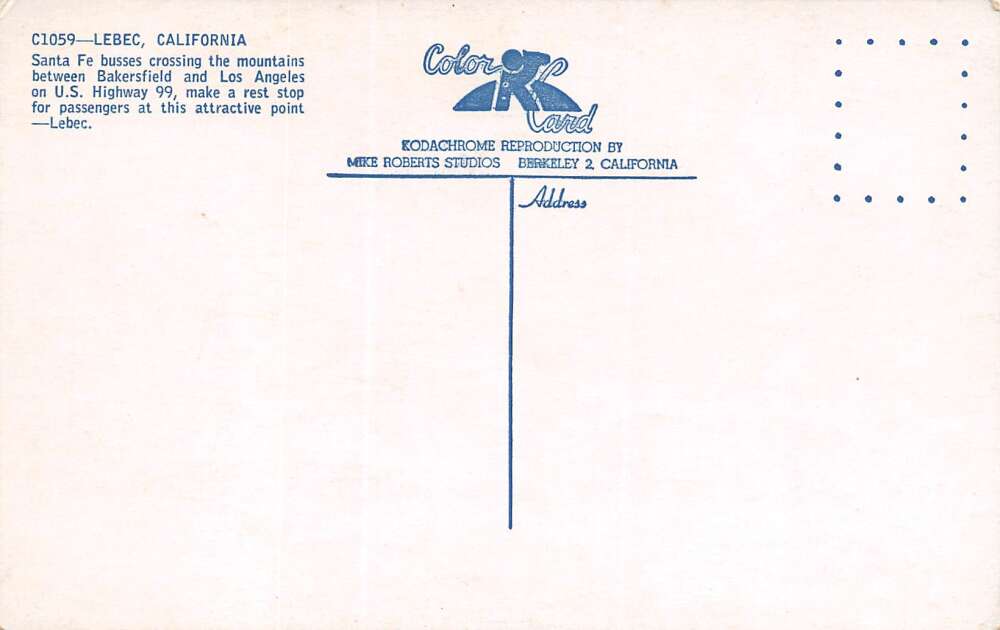 C1059—LEBEC, CALIFORNIA
Santa Fe busses crossing the mountains
between Bakersfield and Los Angeles
on U.S. Highway 99, make a rest stop
for passengers at this attractive point
—Lebec.
Color
Card
KODACHROME REPRODUCTION BY
MIKE ROBERTS STUDIOS BERKELEY 2, CALIFORNIA
Address